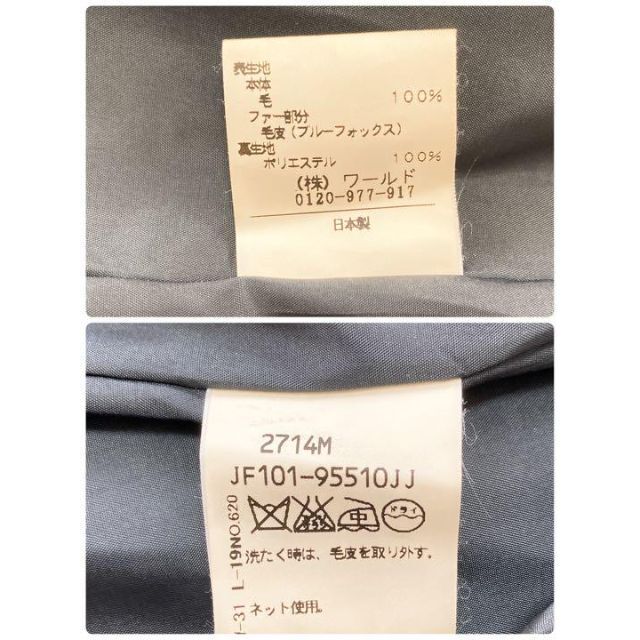 表生地
本体
毛 100%
ファー部分
毛皮(ブルーフォックス)
裏生地
ポリエステル 100%
(株)ワールド
0120-977-917
日本製
2714M
JF101-95510JJ
ドライ
洗たく時は、毛皮を取り外す。
ネット使用。
L-19NO.620